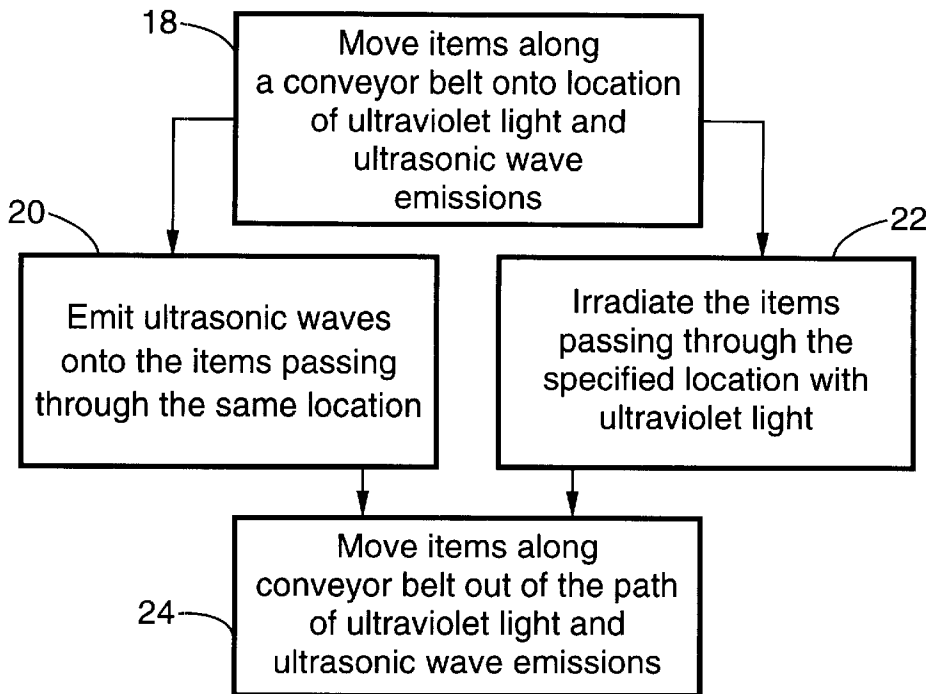 18
Move items along
a conveyor belt onto location
of ultraviolet light and
ultrasonic wave
emissions
20
Emit ultrasonic waves
onto the items passing
through the same location
22
Irradiate the items
passing through the
specified location with
ultraviolet light
24
Move items along
conveyor belt out of the path
of ultraviolet light and
ultrasonic wave emissions